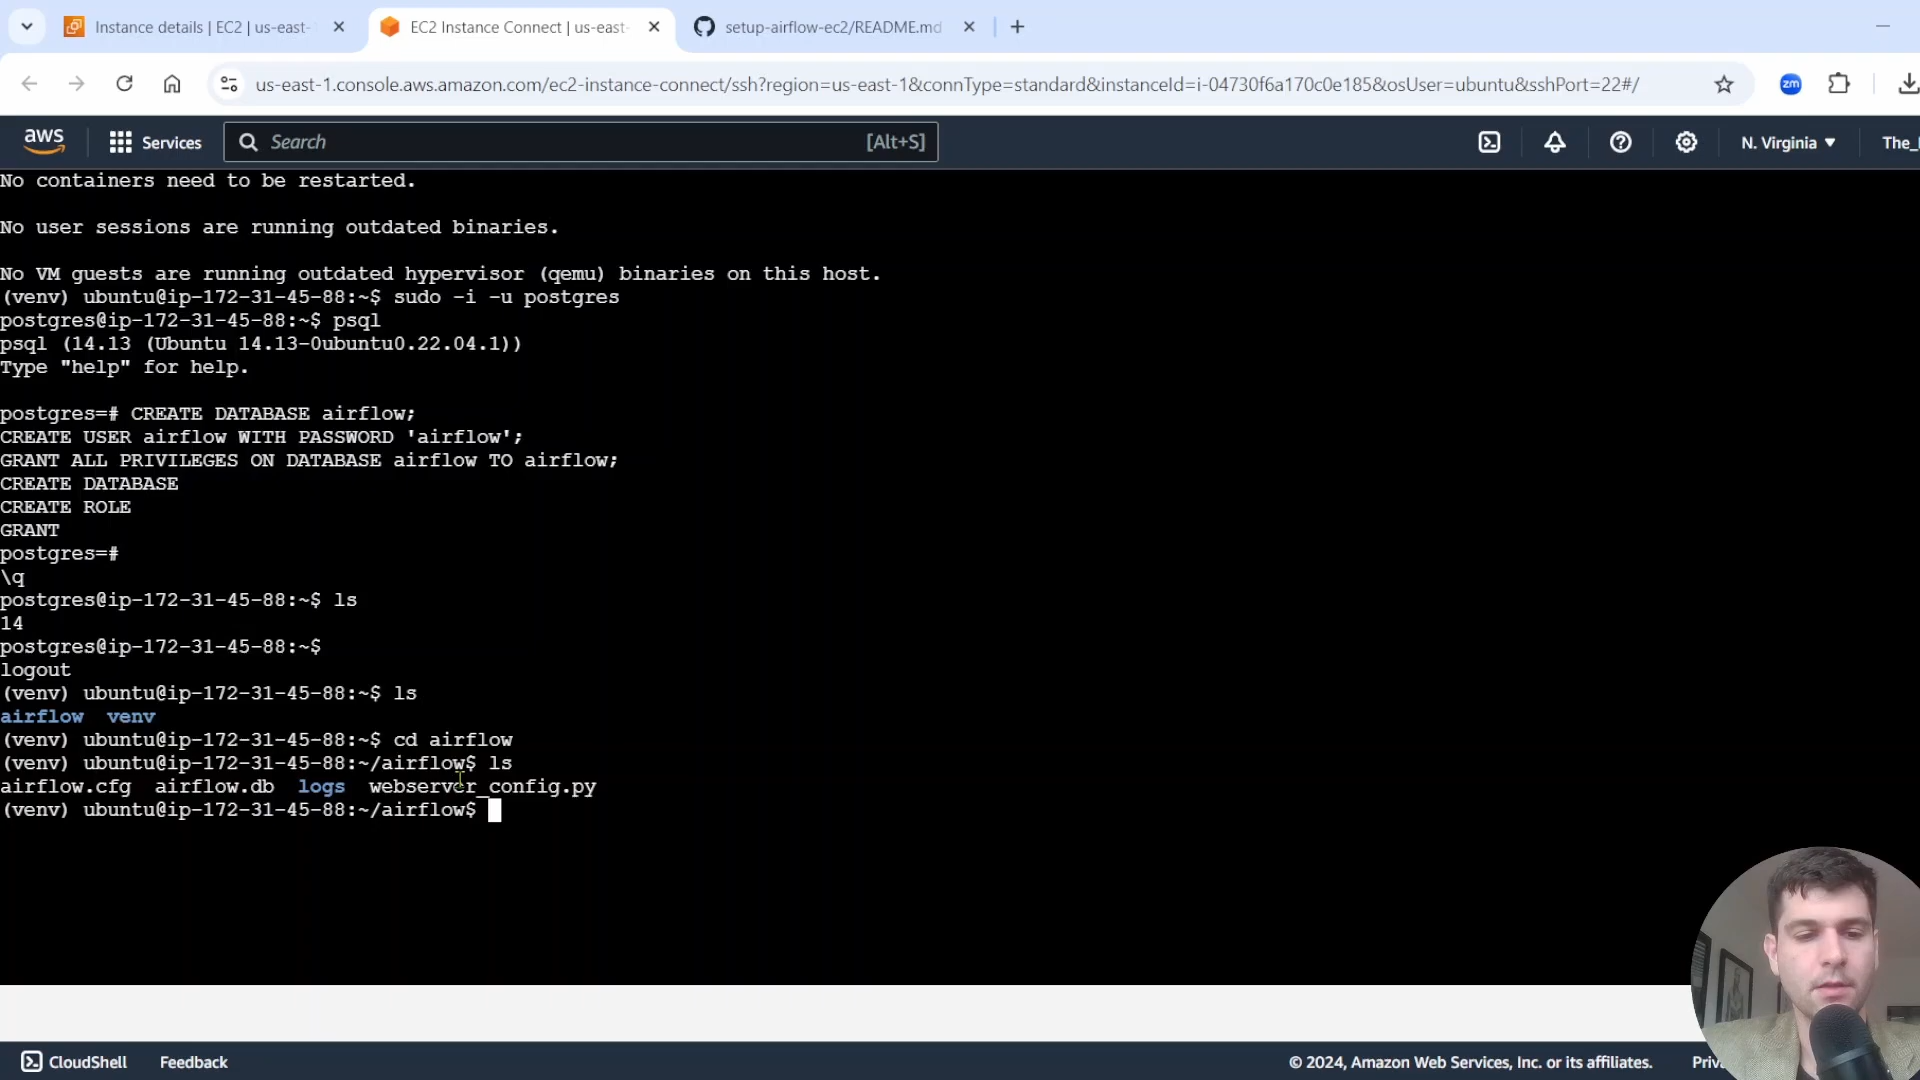 Instance details | EC2 | us-east-
EC2 Instance Connect | us-east-
setup-airflow-ec2/README.md
us-east-1.console.aws.amazon.com/ec2-instance-connect/ssh?region=us-east-1&connType=standard&instanceId=i-04730f6a170c0e185&osUser=ubuntu&sshPort=22#/
zm
aws
Services
Search
[Alt+S]
N. Virginia
The_
No containers need to be restarted.
No user sessions are running outdated binaries.
No VM guests are running outdated hypervisor (qemu) binaries on this host.
(venv) ubuntu@ip-172-31-45-88:~$ sudo -i -u postgres
postgres@ip-172-31-45-88:~$ psql
psql (14.13 (Ubuntu 14.13-0ubuntu0.22.04.1))
Type "help" for help.
postgres=# CREATE DATABASE airflow;
CREATE USER airflow WITH PASSWORD 'airflow';
GRANT ALL PRIVILEGES ON DATABASE airflow TO airflow;
CREATE DATABASE
CREATE ROLE
GRANT
postgres=#
\q
postgres@ip-172-31-45-88:~$ ls
14
postgres@ip-172-31-45-88:~$
logout
(venv) ubuntu@ip-172-31-45-88:~$ ls
airflow venv
(venv) ubuntu@ip-172-31-45-88:~$ cd airflow
(venv) ubuntu@ip-172-31-45-88:~/airflow$ ls
airflow.cfg airflow.db logs webserver_config.py
(venv) ubuntu@ip-172-31-45-88:~/airflow$
CloudShell
Feedback
© 2024, Amazon Web Services, Inc. or its affiliates.